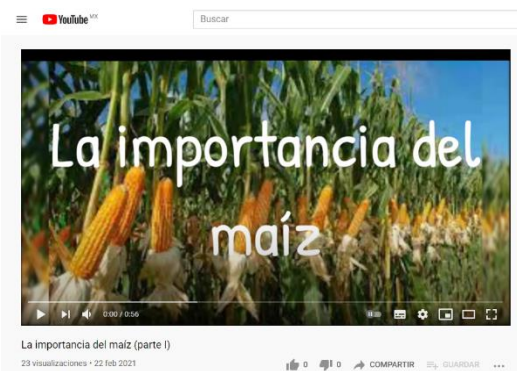 YouTube MX
Buscar
La importancia del
maíz
0:00 / 0:56
La importancia del maíz (parte I)
23 visualizaciones • 22 feb 2021
0 0 COMPARTIR GUARDAR